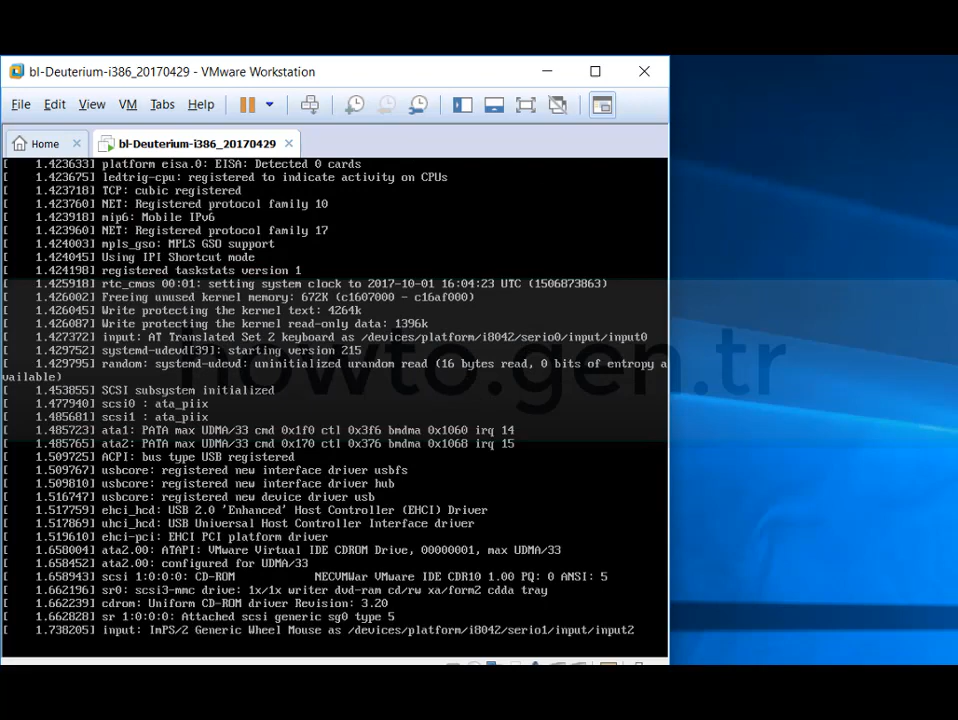 bl-Deuterium-i386_20170429 - VMware Workstation
File Edit View VM Tabs Help
Home bl-Deuterium-i386_20170429
[    1.423633] platform eisa.0: EISA: Detected 0 cards
[    1.423675] ledtrig-cpu: registered to indicate activity on CPUs
[    1.423718] TCP: cubic registered
[    1.423760] NET: Registered protocol family 10
[    1.423918] mip6: Mobile IPv6
[    1.423960] NET: Registered protocol family 17
[    1.424003] mpls_gso: MPLS GSO support
[    1.424045] Using IPI Shortcut mode
[    1.424198] registered taskstats version 1
[    1.425918] rtc_cmos 00:01: setting system clock to 2017-10-01 16:04:23 UTC (1506873863)
[    1.426002] Freeing unused kernel memory: 672K (c1607000 - c16af000)
[    1.426045] Write protecting the kernel text: 4264k
[    1.426087] Write protecting the kernel read-only data: 1396k
[    1.427372] input: AT Translated Set 2 keyboard as /devices/platform/i8042/serio0/input/input0
[    1.429752] systemd-udevd[39]: starting version 215
[    1.429795] random: systemd-udevd: uninitialized urandom read (16 bytes read, 0 bits of entropy a
vailable)
howto.gen.tr
[    1.453855] SCSI subsystem initialized
[    1.477940] scsi0 : ata_piix
[    1.485681] scsi1 : ata_piix
[    1.485723] ata1: PATA max UDMA/33 cmd 0x1f0 ctl 0x3f6 bmdma 0x1060 irq 14
[    1.485765] ata2: PATA max UDMA/33 cmd 0x170 ctl 0x376 bmdma 0x1068 irq 15
[    1.509725] ACPI: bus type USB registered
[    1.509767] usbcore: registered new interface driver usbfs
[    1.509810] usbcore: registered new interface driver hub
[    1.516747] usbcore: registered new device driver usb
[    1.517759] ehci_hcd: USB 2.0 'Enhanced' Host Controller (EHCI) Driver
[    1.517869] uhci_hcd: USB Universal Host Controller Interface driver
[    1.519610] ehci-pci: EHCI PCI platform driver
[    1.658004] ata2.00: ATAPI: VMware Virtual IDE CDROM Drive, 00000001, max UDMA/33
[    1.658452] ata2.00: configured for UDMA/33
[    1.658943] scsi 1:0:0:0: CD-ROM            NECVMWar VMware IDE CDR10 1.00 PQ: 0 ANSI: 5
[    1.662196] sr0: scsi3-mmc drive: 1x/1x writer dvd-ram cd/rw xa/form2 cdda tray
[    1.662239] cdrom: Uniform CD-ROM driver Revision: 3.20
[    1.662828] sr 1:0:0:0: Attached scsi generic sg0 type 5
[    1.738205] input: ImPS/2 Generic Wheel Mouse as /devices/platform/i8042/serio1/input/input2